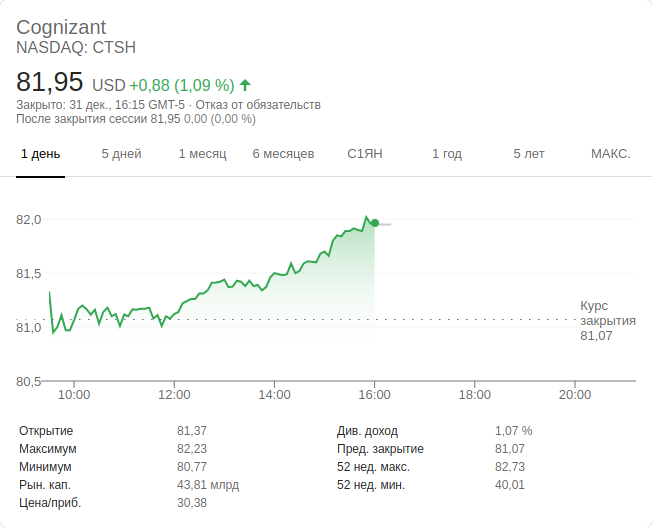 Cognizant
NASDAQ: CTSH
81,95 USD +0,88 (1,09 %)
Закрыто: 31 дек., 16:15 GMT-5 · Отказ от обязательств
После закрытия сессии 81,95 0,00 (0,00 %)
1 день 5 дней 1 месяц 6 месяцев С1ЯН 1 год 5 лет МАКС.
82,0
81,5
81,0
80,5
Курс
закрытия
81,07
10:00 12:00 14:00 16:00 18:00 20:00
Открытие 81,37 Див. доход 1,07 %
Максимум 82,23 Пред. закрытие 81,07
Минимум 80,77 52 нед. макс. 82,73
Рын. кап. 43,81 млрд 52 нед. мин. 40,01
Цена/приб. 30,38